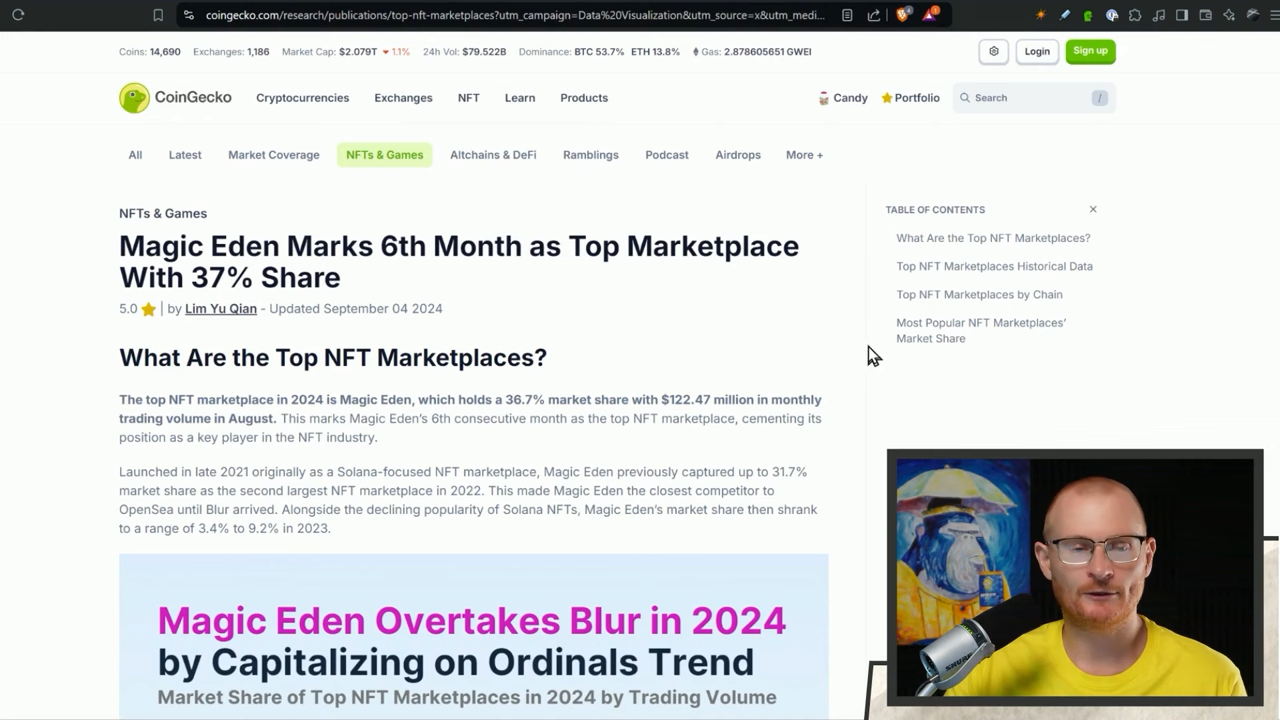 coingecko.com/research/publications/top-nft-marketplaces?utm_campaign=Data%20Visualization&utm_source=x&utm_medi...
Coins: 14,690 Exchanges: 1,186 Market Cap: $2.079T 1.1% 24h Vol: $79.522B Dominance: BTC 53.7% ETH 13.8% Gas: 2.878605651 GWEI
Login
Sign up
CoinGecko
Cryptocurrencies Exchanges NFT Learn Products
Candy Portfolio Search /
All Latest Market Coverage NFTs & Games Altchains & DeFi Ramblings Podcast Airdrops More +
NFTs & Games
Magic Eden Marks 6th Month as Top Marketplace
With 37% Share
5.0 | by Lim Yu Qian - Updated September 04 2024
What Are the Top NFT Marketplaces?
The top NFT marketplace in 2024 is Magic Eden, which holds a 36.7% market share with $122.47 million in monthly
trading volume in August. This marks Magic Eden's 6th consecutive month as the top NFT marketplace, cementing its
position as a key player in the NFT industry.
Launched in late 2021 originally as a Solana-focused NFT marketplace, Magic Eden previously captured up to 31.7%
market share as the second largest NFT marketplace in 2022. This made Magic Eden the closest competitor to
OpenSea until Blur arrived. Alongside the declining popularity of Solana NFTs, Magic Eden's market share then shrank
to a range of 3.4% to 9.2% in 2023.
Magic Eden Overtakes Blur in 2024
by Capitalizing on Ordinals Trend
Market Share of Top NFT Marketplaces in 2024 by Trading Volume
TABLE OF CONTENTS
What Are the Top NFT Marketplaces?
Top NFT Marketplaces Historical Data
Top NFT Marketplaces by Chain
Most Popular NFT Marketplaces'
Market Share
SHURE